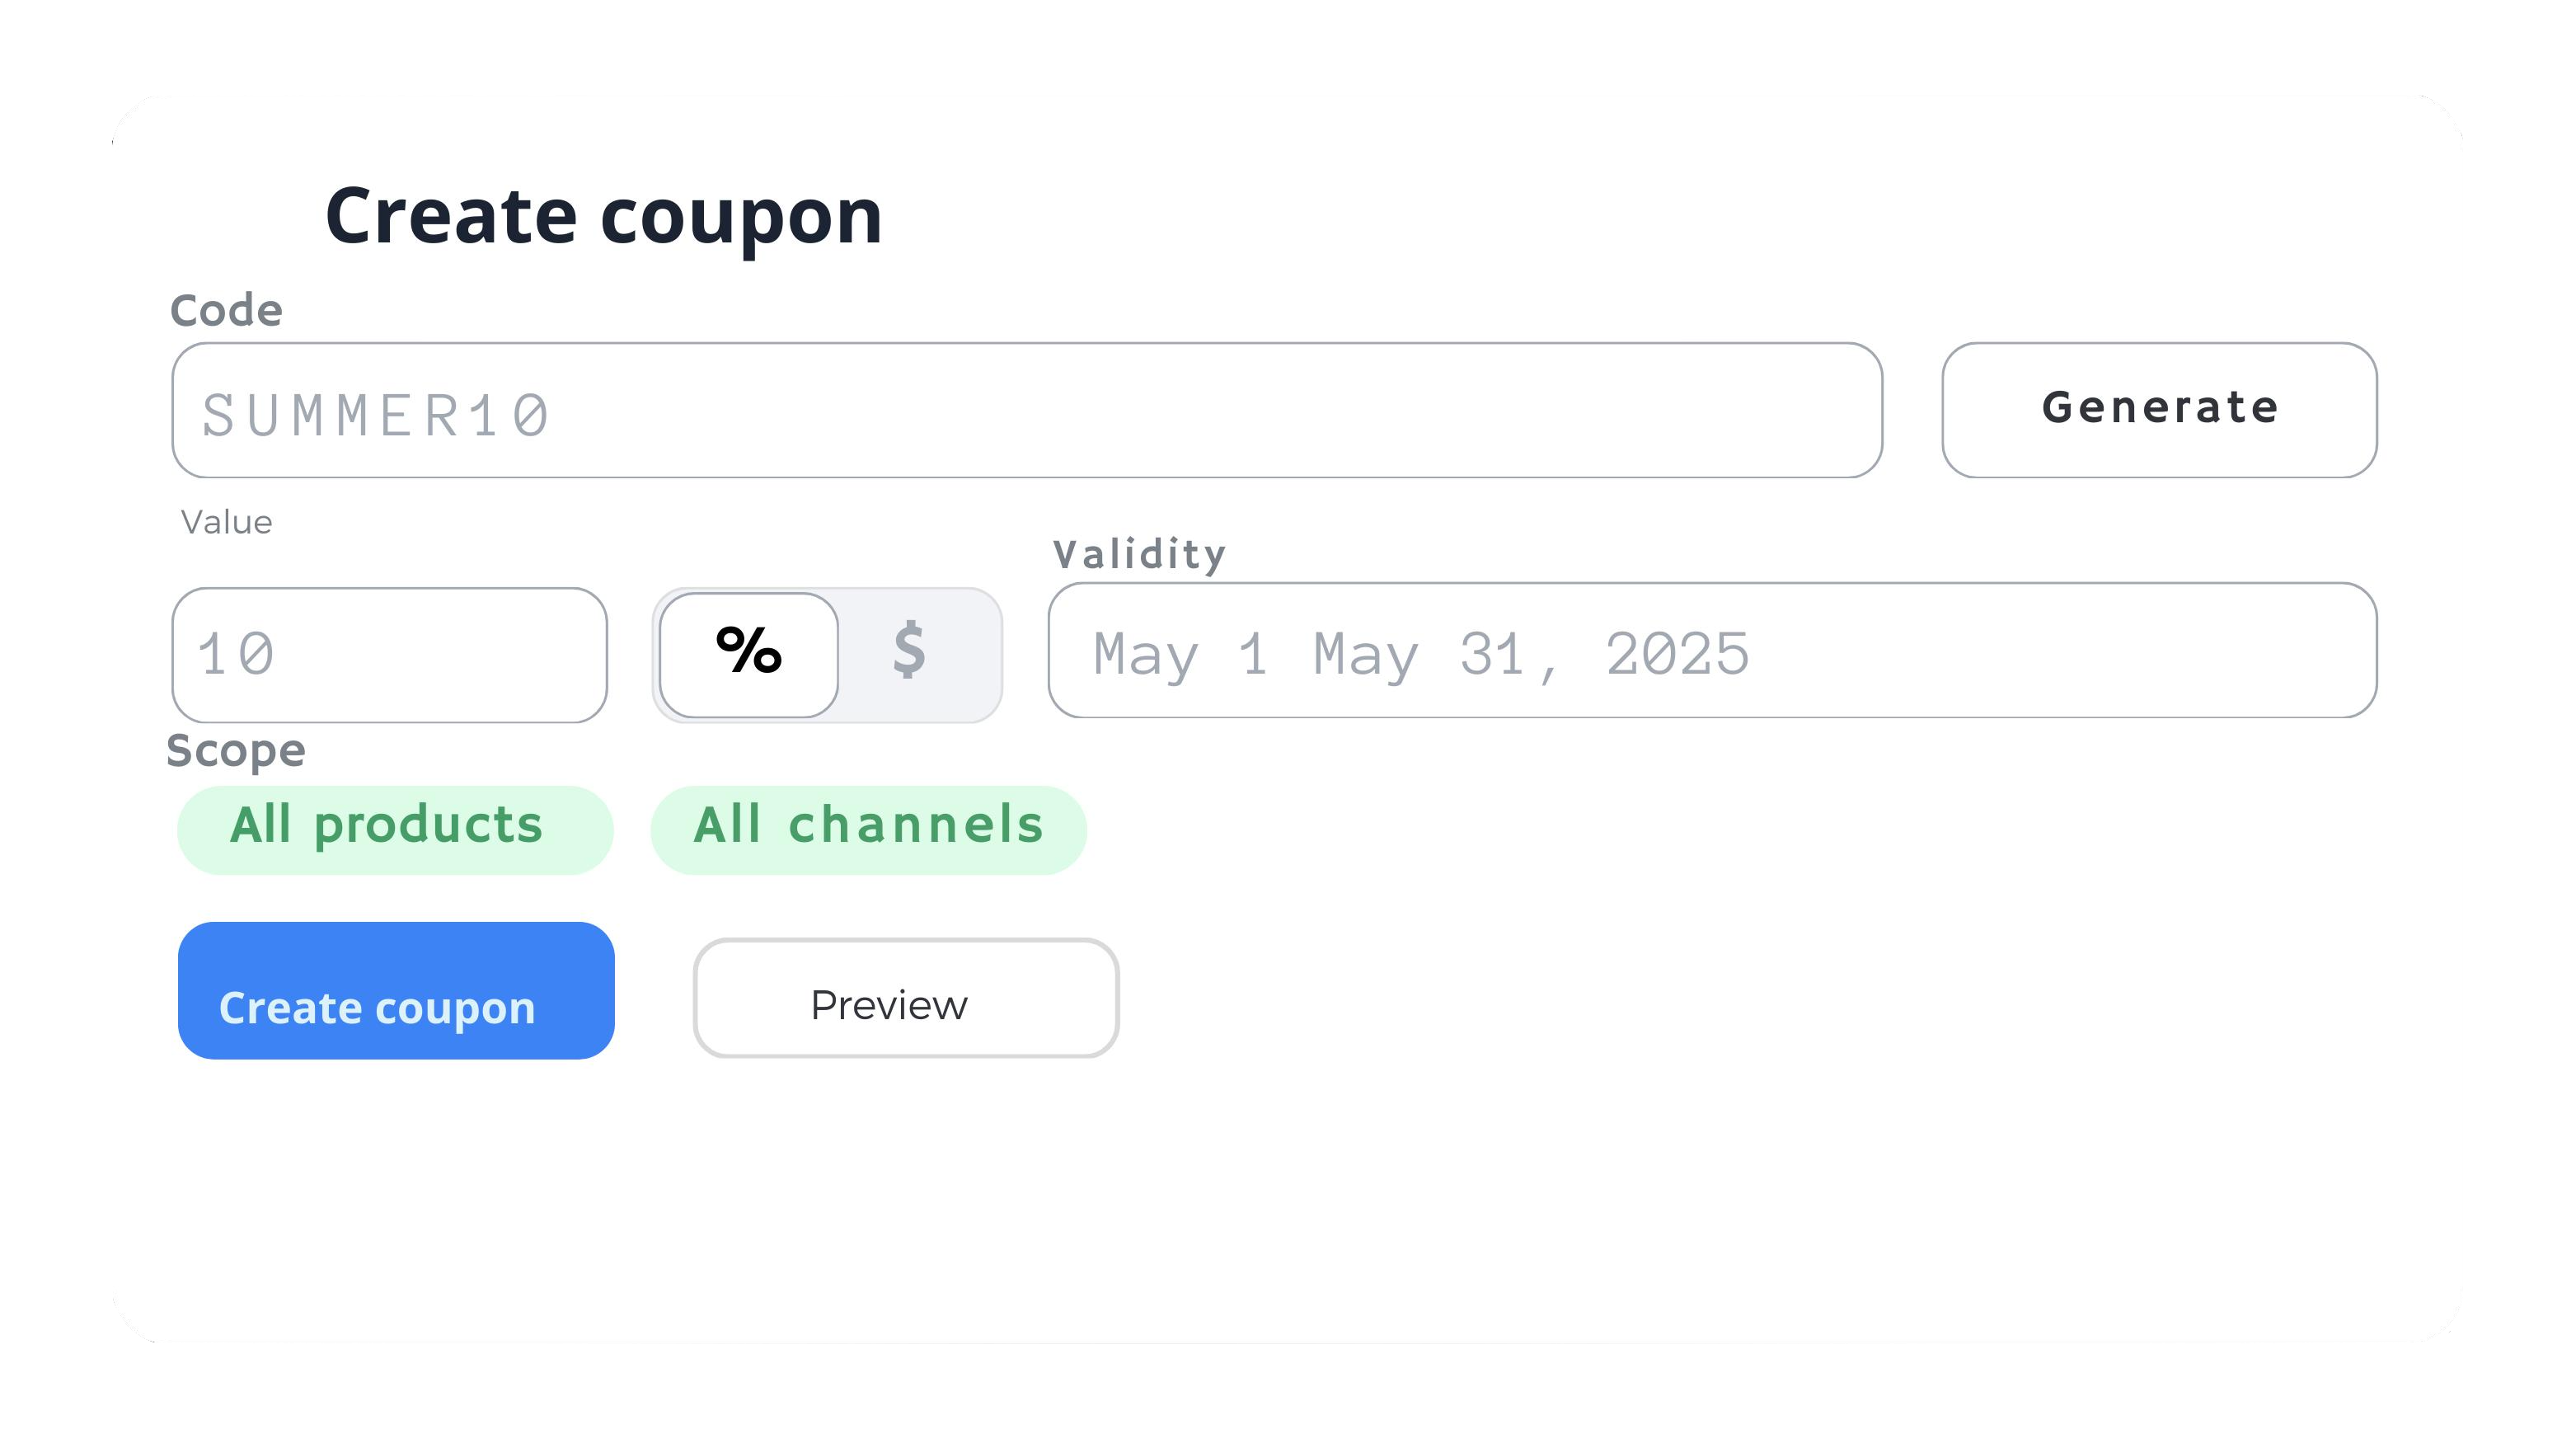 Create coupon
Code
SUMMER10
Generate
Value
Validity
10
% $
May 1 May 31, 2025
Scope
All products
All channels
Create coupon
Preview